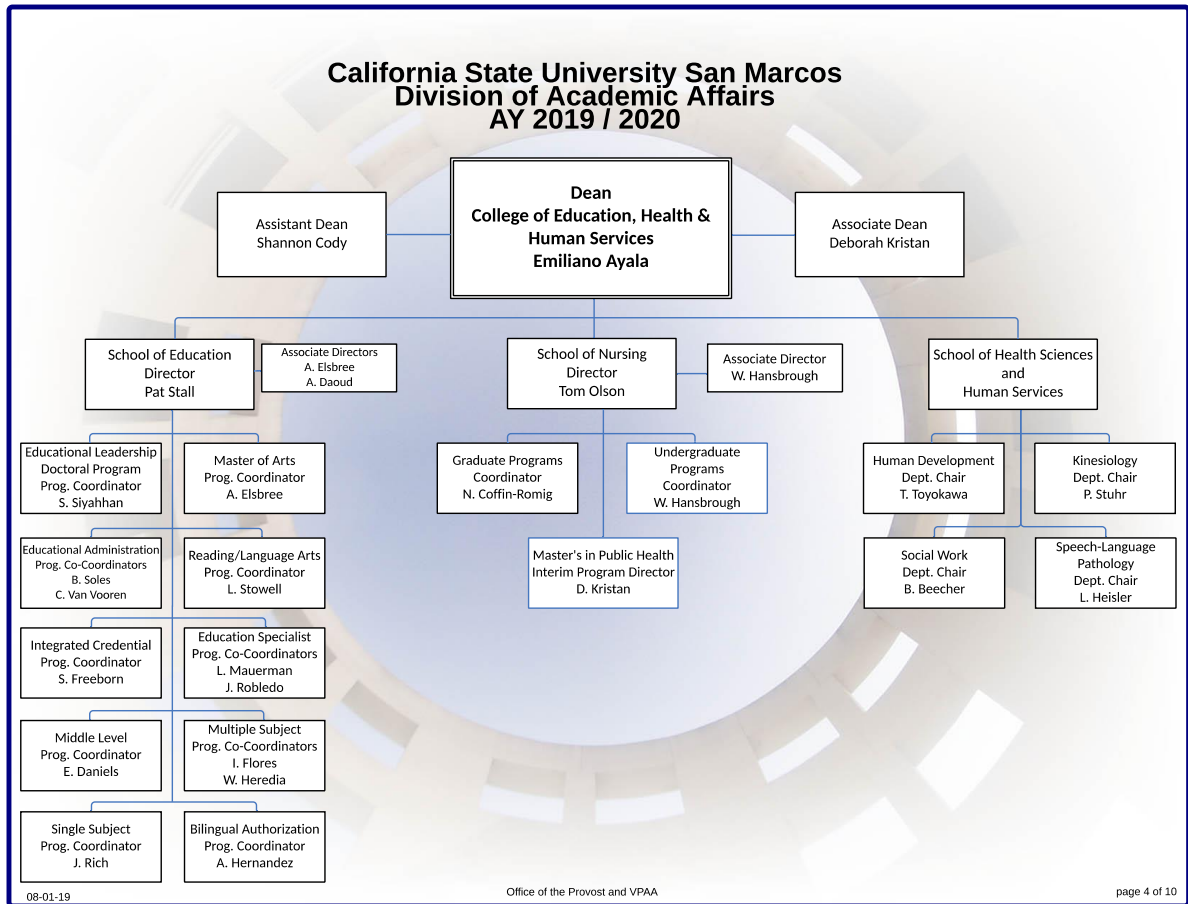 California State University San Marcos
Division of Academic Affairs
AY 2019 / 2020
Dean
College of Education, Health &
Human Services
Emiliano Ayala
Assistant Dean
Shannon Cody
Associate Dean
Deborah Kristan
School of Education
Director
Pat Stall
Associate Directors
A. Elsbree
A. Daoud
School of Nursing
Director
Tom Olson
Associate Director
W. Hansbrough
School of Health Sciences
and
Human Services
Educational Leadership
Doctoral Program
Prog. Coordinator
S. Siyahhan
Master of Arts
Prog. Coordinator
A. Elsbree
Graduate Programs
Coordinator
N. Coffin-Romig
Undergraduate
Programs
Coordinator
W. Hansbrough
Human Development
Dept. Chair
T. Toyokawa
Kinesiology
Dept. Chair
P. Stuhr
Educational Administration
Prog. Co-Coordinators
B. Soles
C. Van Vooren
Reading/Language Arts
Prog. Coordinator
L. Stowell
Master's in Public Health
Interim Program Director
D. Kristan
Social Work
Dept. Chair
B. Beecher
Speech-Language
Pathology
Dept. Chair
L. Heisler
Integrated Credential
Prog. Coordinator
S. Freeborn
Education Specialist
Prog. Co-Coordinators
L. Mauerman
J. Robledo
Middle Level
Prog. Coordinator
E. Daniels
Multiple Subject
Prog. Co-Coordinators
I. Flores
W. Heredia
Single Subject
Prog. Coordinator
J. Rich
Bilingual Authorization
Prog. Coordinator
A. Hernandez
08-01-19
Office of the Provost and VPAA
page 4 of 10